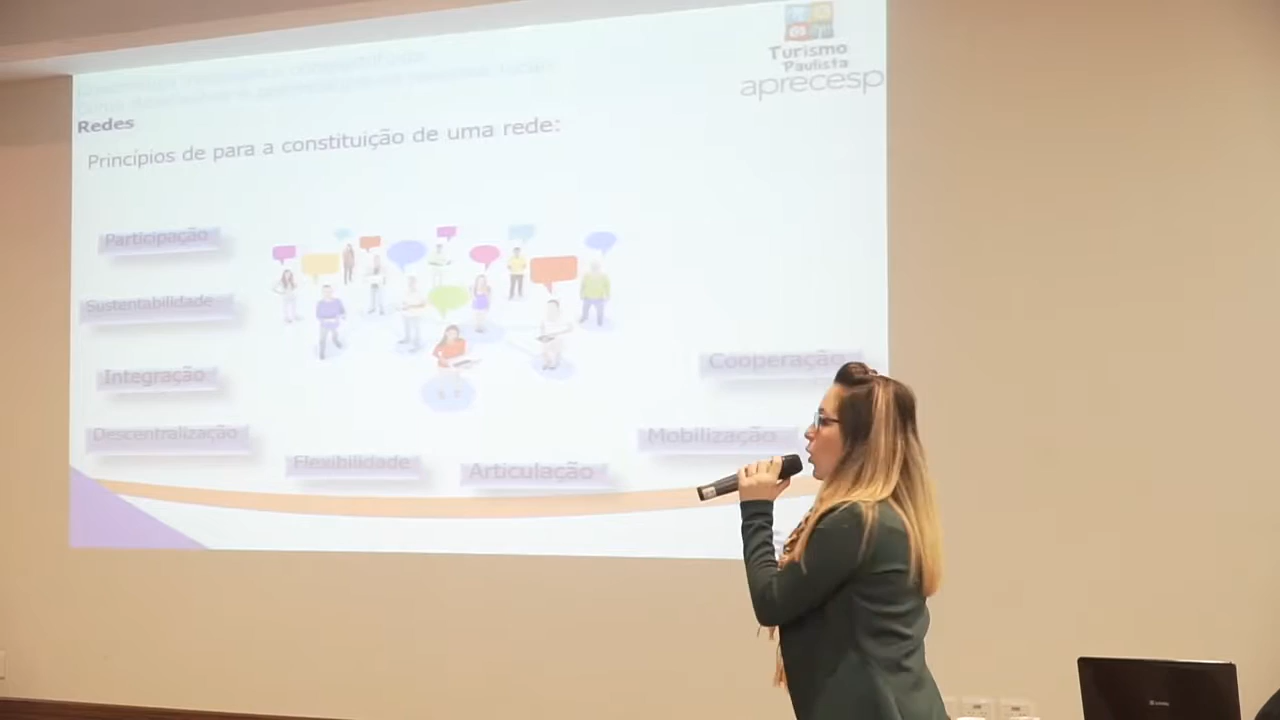 Turismo
Paulista
aprecesp
Redes
Princípios de para a constituição de uma rede:
Participação
Sustentabilidade
Integração
Descentralização
Flexibilidade
Articulação
Mobilização
Cooperação